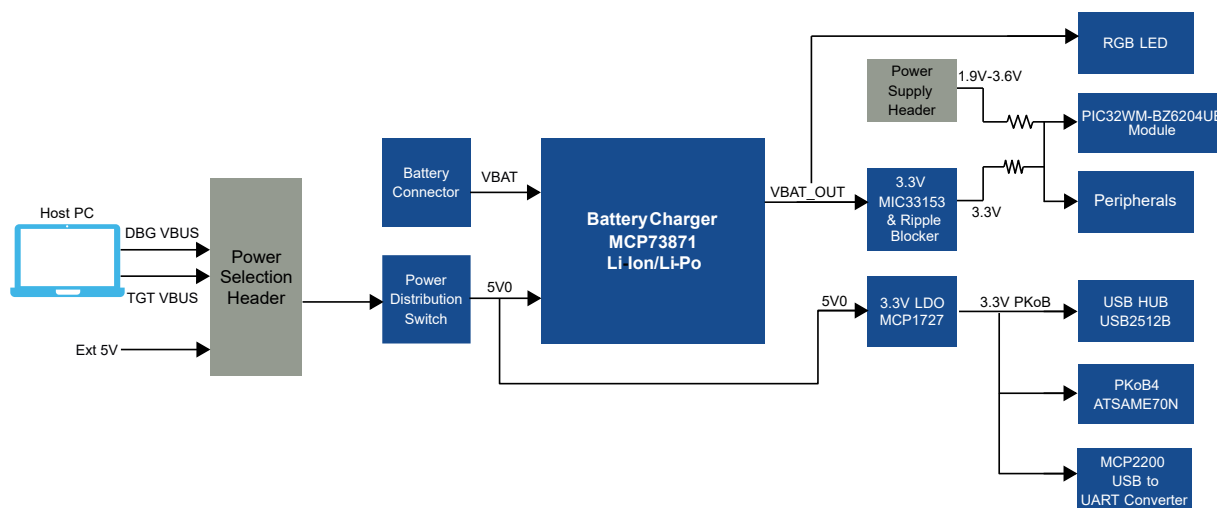 Host PC
DBG VBUS
TGT VBUS
Ext 5V
Power
Selection
Header
Battery
Connector
VBAT
Power
Distribution
Switch
5V0
Battery Charger
MCP73871
Li-Ion/Li-Po
VBAT_OUT
RGB LED
Power
Supply
Header
1.9V-3.6V
PIC32WM-BZ6204UE
Module
3.3V
MIC33153
& Ripple
Blocker
3.3V
Peripherals
5V0
3.3V LDO
MCP1727
3.3V PKoB
USB HUB
USB2512B
PKoB4
ATSAME70N
MCP2200
USB to
UART Converter